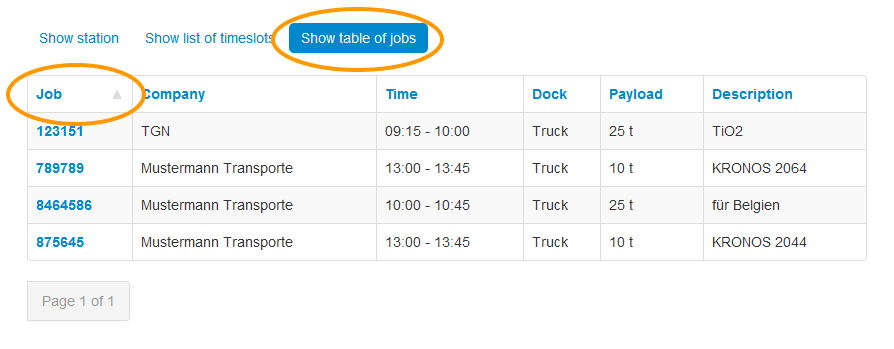 Show station Show list of timeslots Show table of jobs
Job Company Time Dock Payload Description
123151 TGN 09:15 - 10:00 Truck 25 t TiO2
789789 Mustermann Transporte 13:00 - 13:45 Truck 10 t KRONOS 2064
8464586 Mustermann Transporte 10:00 - 10:45 Truck 25 t für Belgien
875645 Mustermann Transporte 13:00 - 13:45 Truck 10 t KRONOS 2044
Page 1 of 1